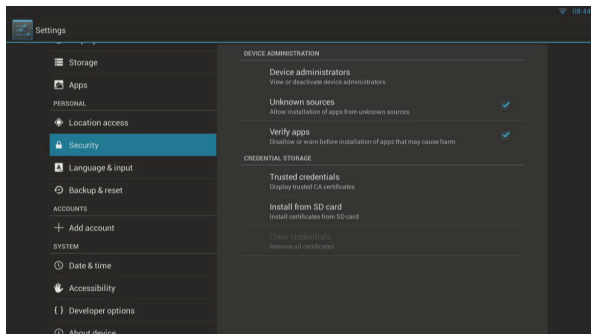 08:44
Settings
Storage
Apps
PERSONAL
Location access
Security
Language & input
Backup & reset
ACCOUNTS
Add account
SYSTEM
Date & time
Accessibility
Developer options
About device
DEVICE ADMINISTRATION
Device administrators
View or deactivate device administrators
Unknown sources
Allow installation of apps from unknown sources
Verify apps
Disallow or warn before installation of apps that may cause harm
CREDENTIAL STORAGE
Trusted credentials
Display trusted CA certificates
Install from SD card
Install certificates from SD card
Clear credentials
Remove all certificates